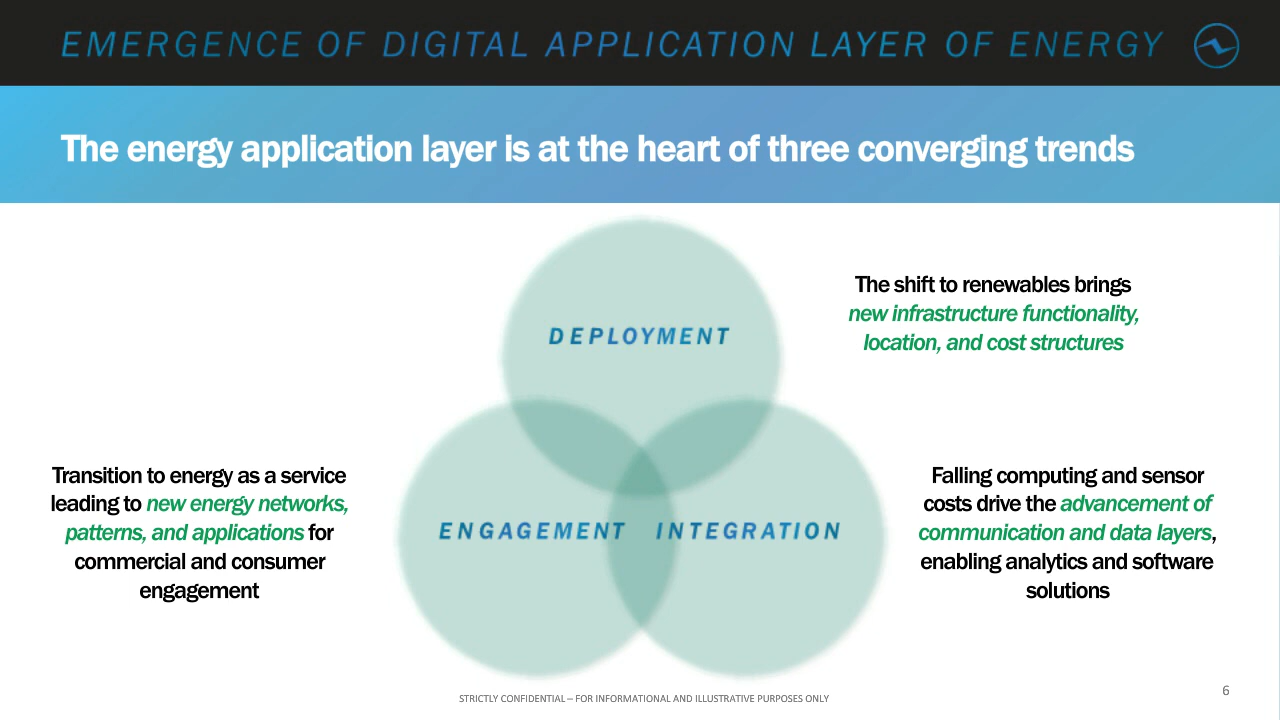 EMERGENCE OF DIGITAL APPLICATION LAYER OF ENERGY
The energy application layer is at the heart of three converging trends
DEPLOYMENT
The shift to renewables brings
new infrastructure functionality,
location, and cost structures
Transition to energy as a service
leading to new energy networks,
patterns, and applications for
commercial and consumer
engagement
ENGAGEMENT
INTEGRATION
Falling computing and sensor
costs drive the advancement of
communication and data layers,
enabling analytics and software
solutions
STRICTLY CONFIDENTIAL – FOR INFORMATIONAL AND ILLUSTRATIVE PURPOSES ONLY
6